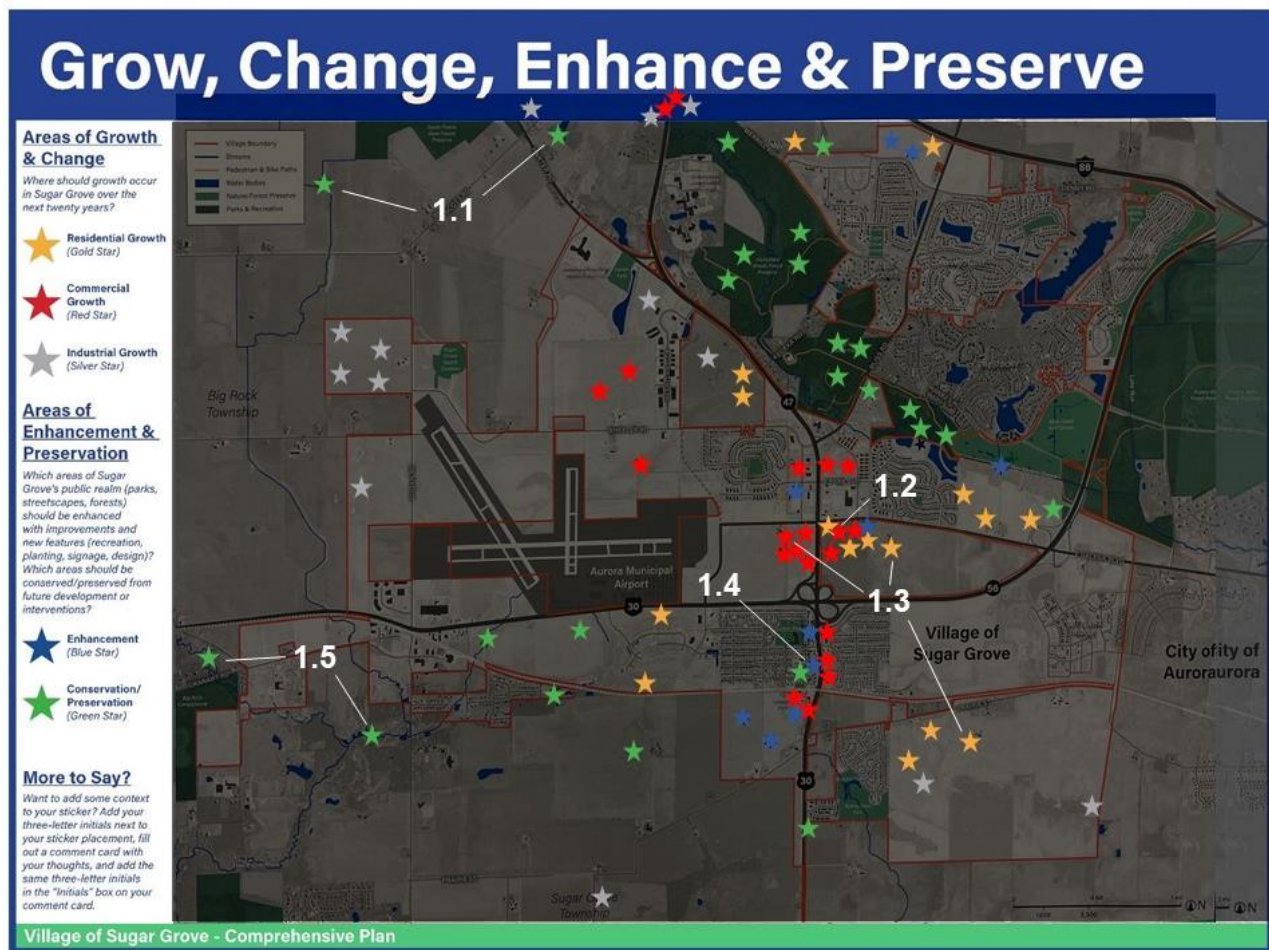 Grow, Change, Enhance & Preserve
Areas of Growth
& Change
Where should growth occur
in Sugar Grove over the
next twenty years?
Residential Growth
(Gold Star)
Commercial
Growth
(Red Star)
Industrial Growth
(Silver Star)
Areas of
Enhancement &
Preservation
Which areas of Sugar
Grove's public realm (parks,
streetscapes, forests)
should be enhanced
with improvements and
new features (recreation,
planting, signage, design)?
Which areas should be
conserved/preserved from
future development or
interventions?
Enhancement
(Blue Star)
Conservation/
Preservation
(Green Star)
More to Say?
Want to add some context
to your sticker? Add your
three-letter initials next to
your sticker placement, fill
out a comment card with
your thoughts, and add the
same three-letter initials
in the "Initials" box on your
comment card.
Village Boundary
Streams
Pedestrian & Bike Paths
Water Bodies
Nature/Forest Preserve
Parks & Recreation
88
1.1
Big Rock
Township
47
1.2
Aurora Municipal
Airport
1.4
1.3
30
56
1.5
Village of
Sugar Grove
City ofity of
Auroraurora
30
Township
N
N
Village of Sugar Grove - Comprehensive Plan